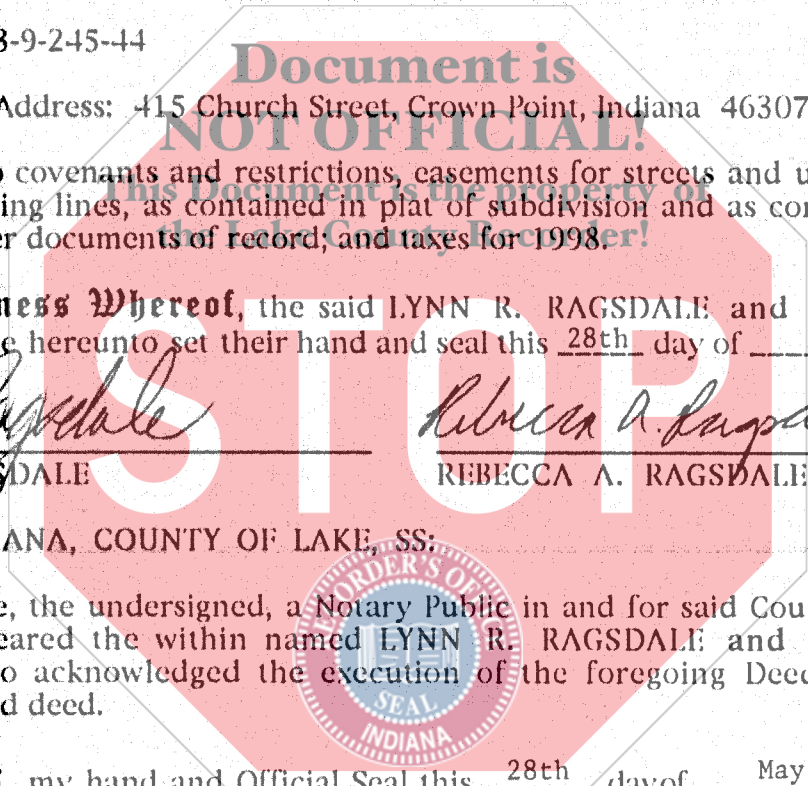 3-9-245-44
Document is
Address: 415 Church Street, Crown Point, Indiana 46307
NOT OFFICIAL!
covenants and restrictions, easements for streets and
This Document is the property of
ing lines, as contained in plat of subdivision and as
the Lake County Recorder!
documents of record; and taxes for 1998.
ness Whereof, the said LYNN R. RAGSDALE and
hereunto set their hand and seal this 28th day of
STOP
Rebecca A.
SDALE
REBECCA A. RAGSDALE
ANA, COUNTY OF LAKE, SS:
RECORDER'S OFFICE
e, the undersigned, a Notary Public in and for said Cou
eared the within named LYNN R. RAGSDALE and
o acknowledged the execution of the foregoing Deed
d deed.
SEAL
INDIANA
my hand and Official Seal this 28th day of May